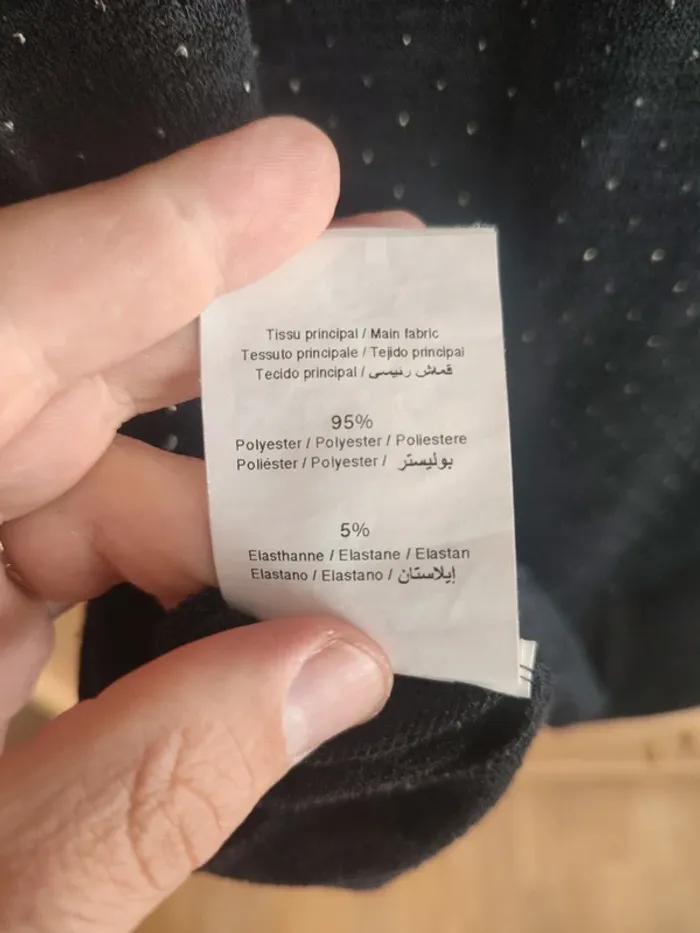 Tissu principal / Main fabric
Tessuto principale / Tejido principal
Tecido principal / قماش رئيسي
95%
Polyester / Polyester / Poliestere
Poliéster / Polyester / بوليستر
5%
Elasthanne / Elastane / Elastan
Elastano / Elastano / إيلاستان